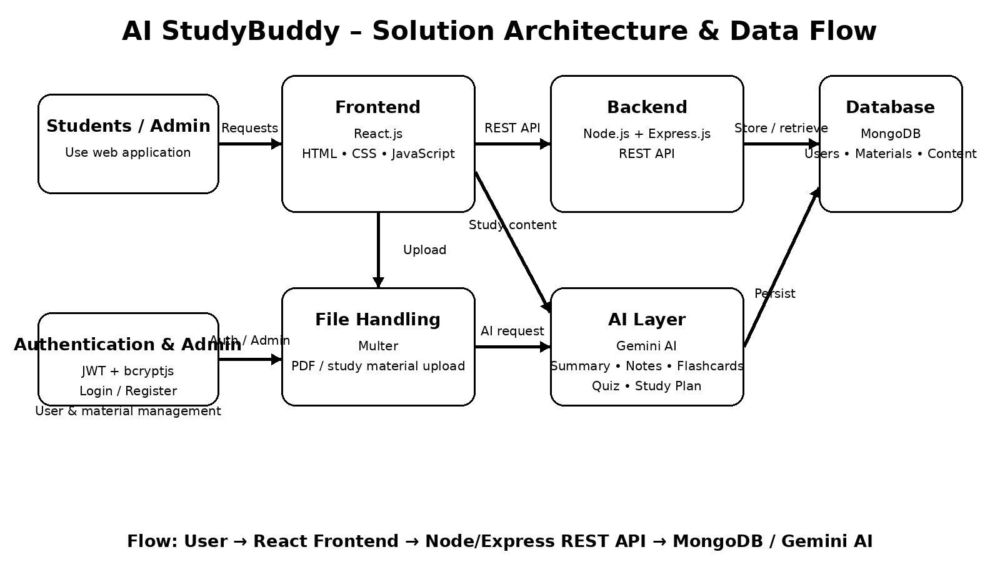 AI StudyBuddy – Solution Architecture & Data Flow
Students / Admin
Use web application
Requests
Frontend
React.js
HTML • CSS • JavaScript
REST API
Backend
Node.js + Express.js
REST API
Store / retrieve
Database
MongoDB
Users • Materials • Content
Study content
Upload
Persist
Authentication & Admin
JWT + bcryptjs
Login / Register
User & material management
Auth / Admin
File Handling
Multer
PDF / study material upload
AI request
AI Layer
Gemini AI
Summary • Notes • Flashcards
Quiz • Study Plan
Flow: User → React Frontend → Node/Express REST API → MongoDB / Gemini AI